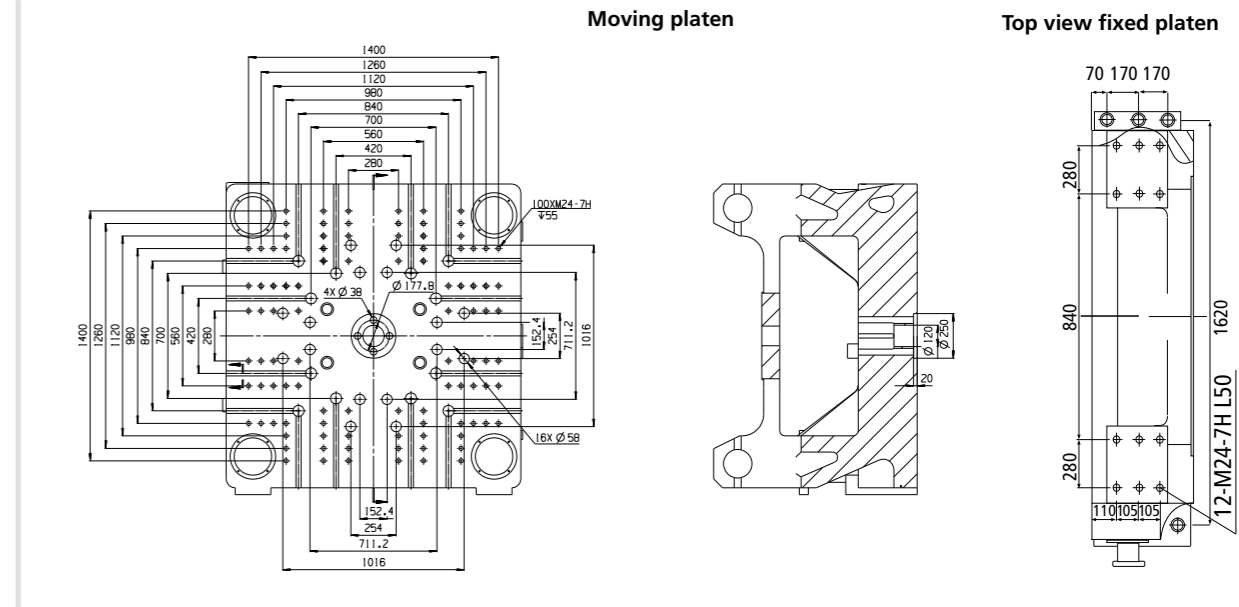 Moving platen
Top view fixed platen
1400
1260
1120
980
840
700
560
420
280
100XM24-7H
↧55
4X Ø 38
Ø 177.8
1400
1260
1120
980
840
700
560
420
280
152.4
254
711.2
1016
16X Ø 58
152.4
254
711.2
1016
Ø 120
Ø 250
20
70 170 170
280
840
280
1620
12-M24-7H L50
110 105 105